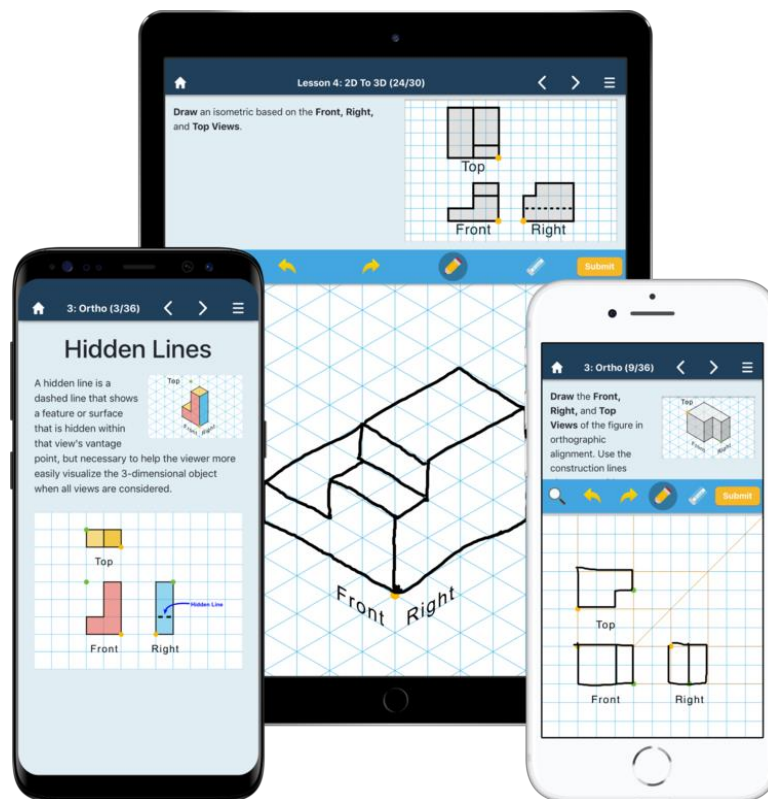 Lesson 4: 2D To 3D (24/30)
Draw an isometric based on the Front, Right,
and Top Views.
Top
Front
Right
Submit
Front
Right
3: Ortho (3/36)
Hidden Lines
A hidden line is a
dashed line that shows
a feature or surface
that is hidden within
that view's vantage
point, but necessary to help the viewer more
easily visualize the 3-dimensional object
when all views are considered.
Top
Front
Right
Top
Hidden Line
Front
Right
3: Ortho (9/36)
Draw the Front,
Right, and Top
Views of the figure in
orthographic
alignment. Use the
construction lines
Top
Front
Right
Submit
Top
Front
Right